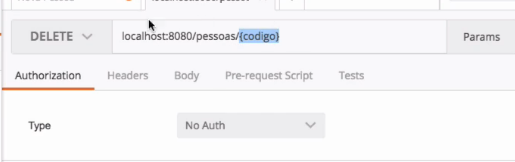 DELETE localhost:8080/pessoas/{codigo} Params
Authorization Headers Body Pre-request Script Tests
Type No Auth